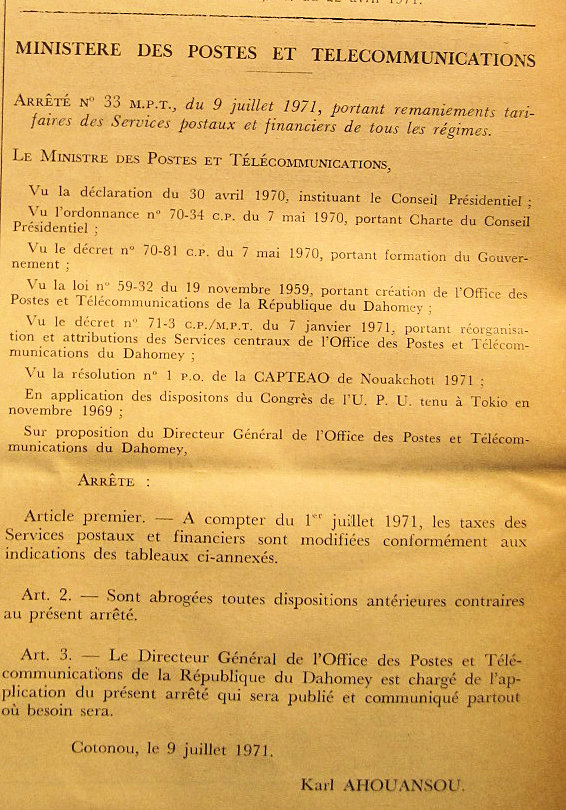 22 avril 1971.
MINISTERE DES POSTES ET TELECOMMUNICATIONS
ARRÊTÉ N° 33 M.P.T., du 9 juillet 1971, portant remaniements tari-
faires des Services postaux et financiers de tous les régimes.
LE MINISTRE DES POSTES ET TÉLÉCOMMUNICATIONS,
Vu la déclaration du 30 avril 1970, instituant le Conseil Présidentiel ;
Vu l'ordonnance n° 70-34 C.P. du 7 mai 1970, portant Charte du Conseil
Présidentiel ;
Vu le décret n° 70-81 C.P. du 7 mai 1970, portant formation du Gouver-
nement ;
Vu la loi n° 59-32 du 19 novembre 1959, portant création de l'Office des
Postes et Télécommunications de la République du Dahomey ;
Vu le décret n° 71-3 C.P./M.P.T. du 7 janvier 1971, portant réorganisa-
tion et attributions des Services centraux de l'Office des Postes et Télécom-
munications du Dahomey ;
Vu la résolution n° 1 P.O. de la CAPTEAO de Nouakchott 1971 ;
En application des dispositons du Congrès de l'U. P. U. tenu à Tokio en
novembre 1969 ;
Sur proposition du Directeur Général de l'Office des Postes et Télécom-
munications du Dahomey,
ARRÊTE :
Article premier. — A compter du 1er juillet 1971, les taxes des
Services postaux et financiers sont modifiées conformément aux
indications des tableaux ci-annexés.
Art. 2. — Sont abrogées toutes dispositions antérieures contraires
au présent arrêté.
Art. 3. — Le Directeur Général de l'Office des Postes et Télé-
communications de la République du Dahomey est chargé de l'ap-
plication du présent arrêté qui sera publié et communiqué partout
où besoin sera.
Cotonou, le 9 juillet 1971.
Karl AHOUANSOU.